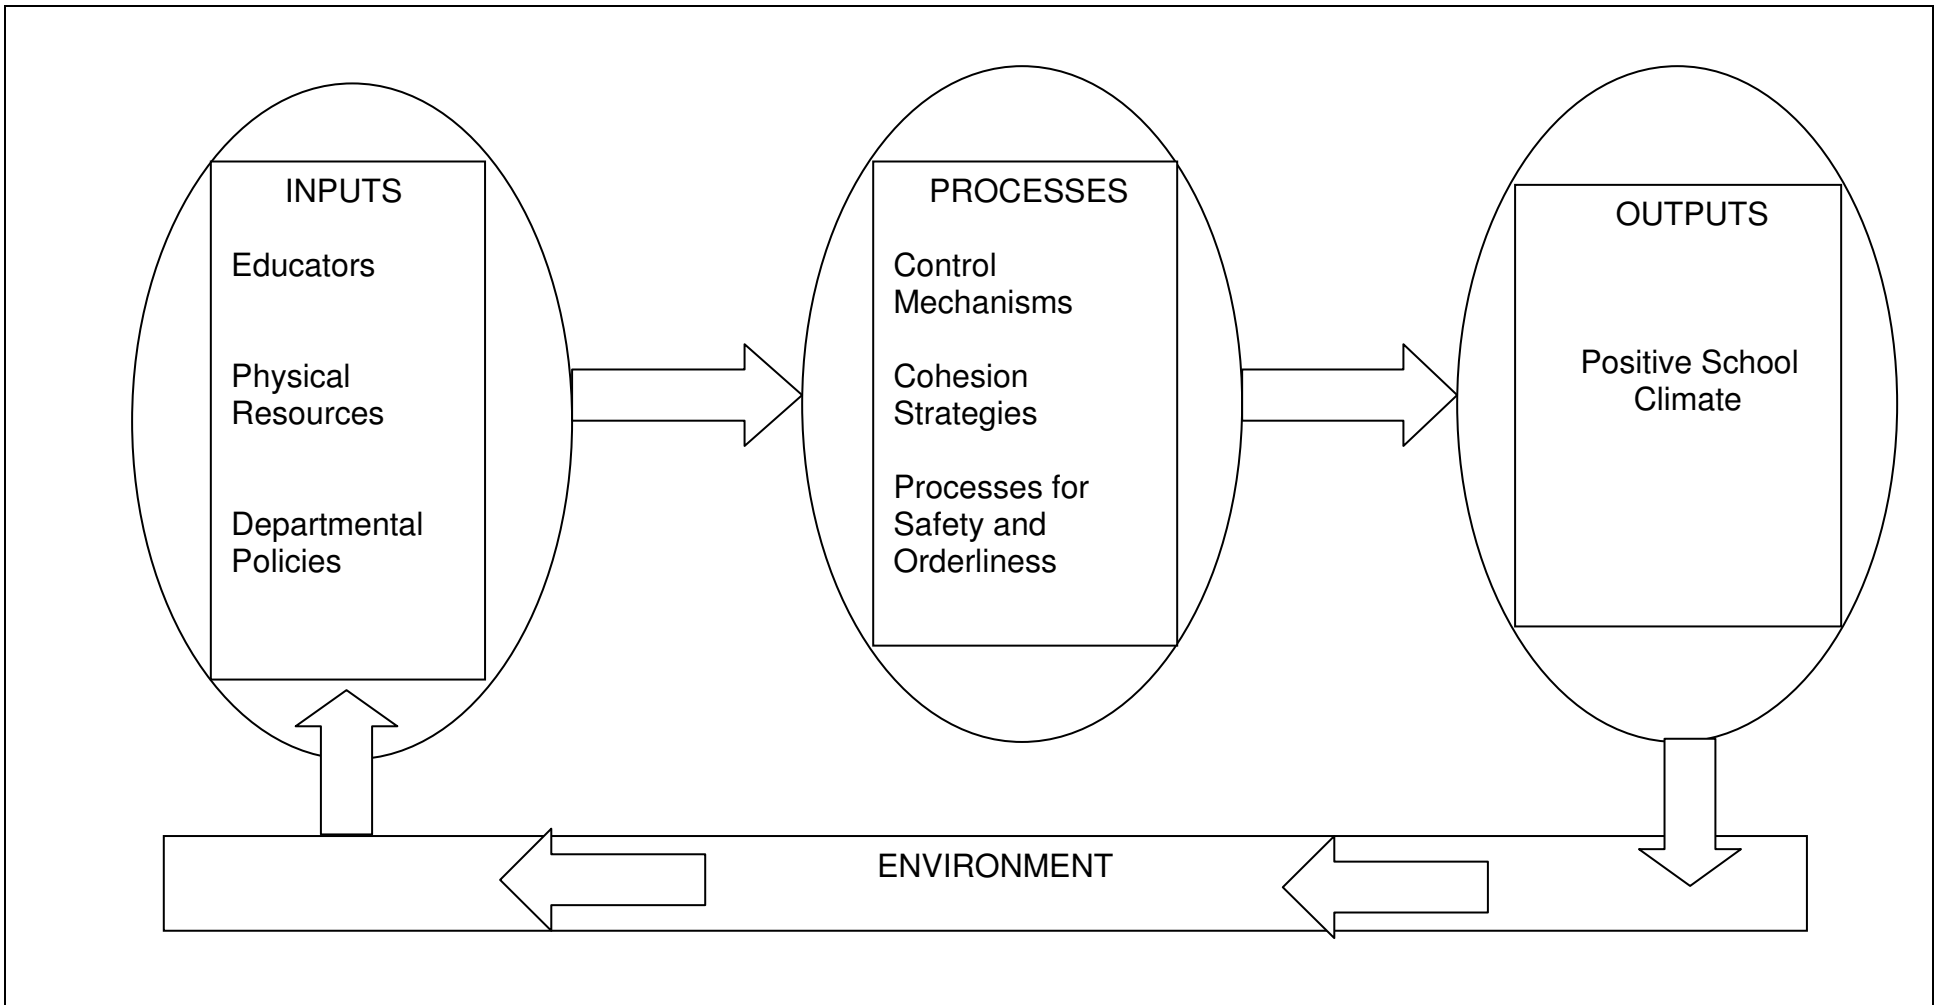 INPUTS
Educators
Physical
Resources
Departmental
Policies
PROCESSES
Control
Mechanisms
Cohesion
Strategies
Processes for
Safety and
Orderliness
OUTPUTS
Positive School
Climate
ENVIRONMENT